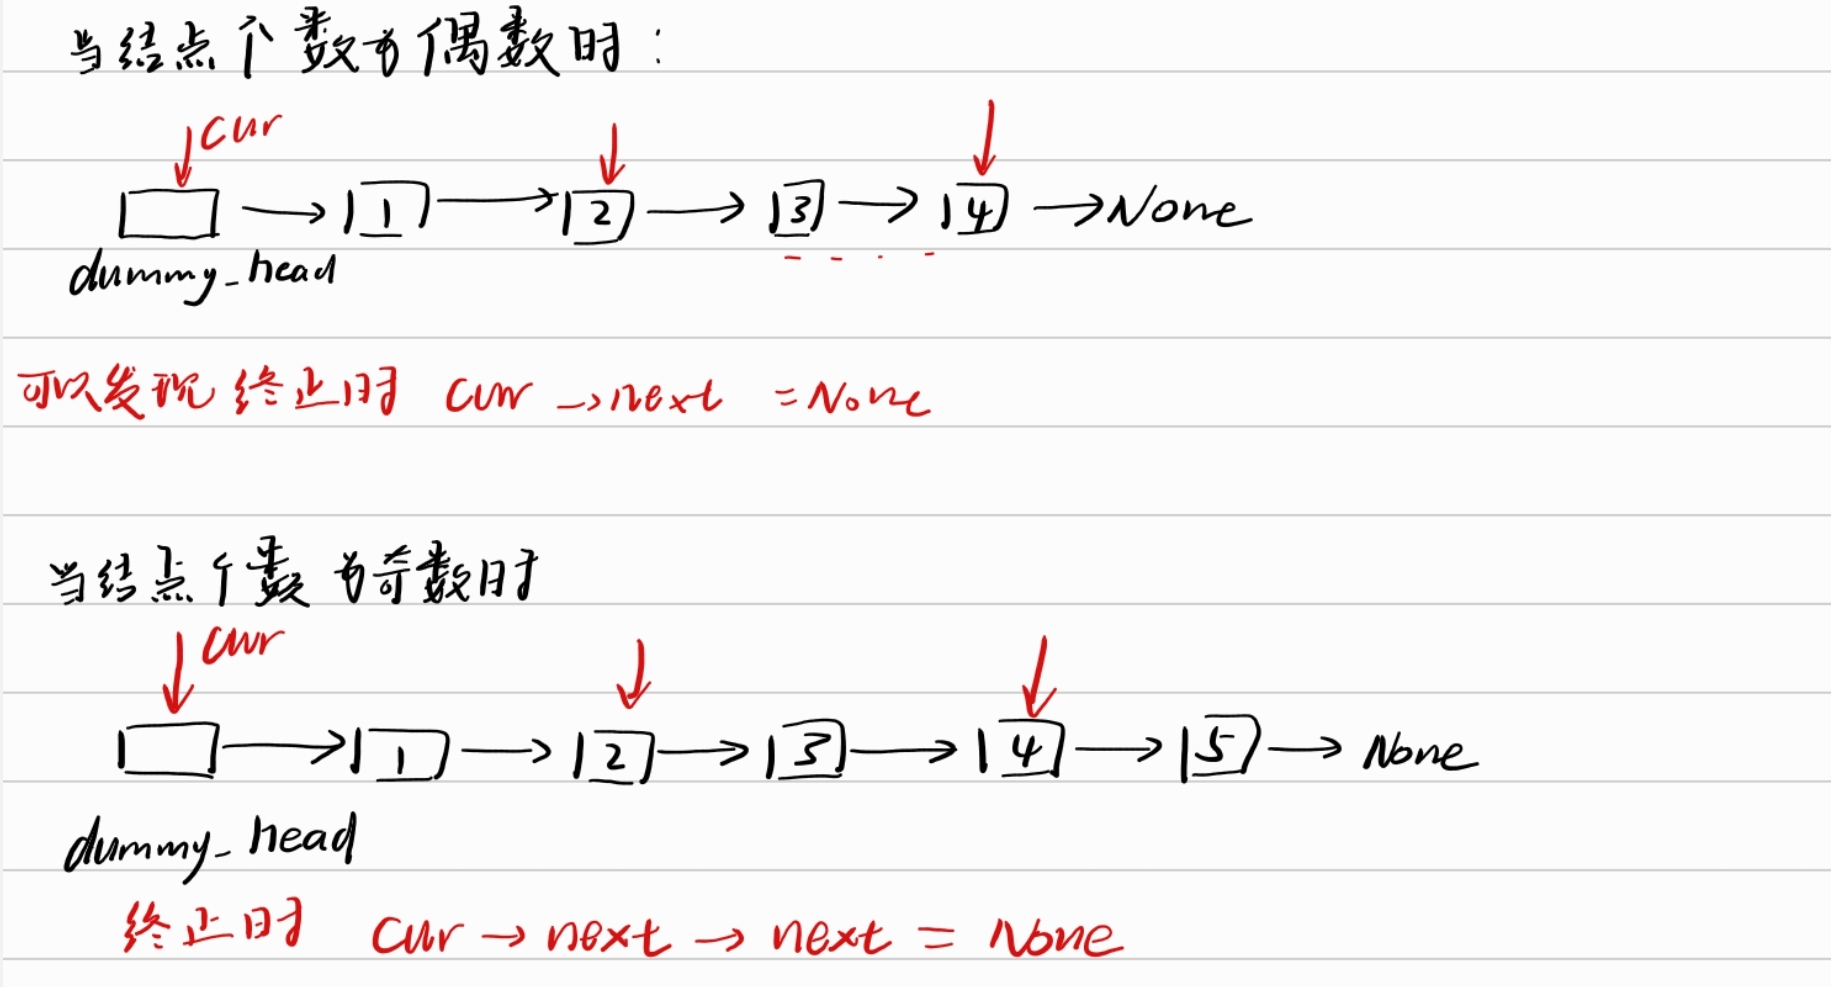 当结点个数为偶数时：
cur
1 2 3 4 None
dummy_head
可以发现终止时 cur →next =None
当结点个数为奇数时
cur
1 2 3 4 5 None
dummy_head
终止时 cur → next → next = None